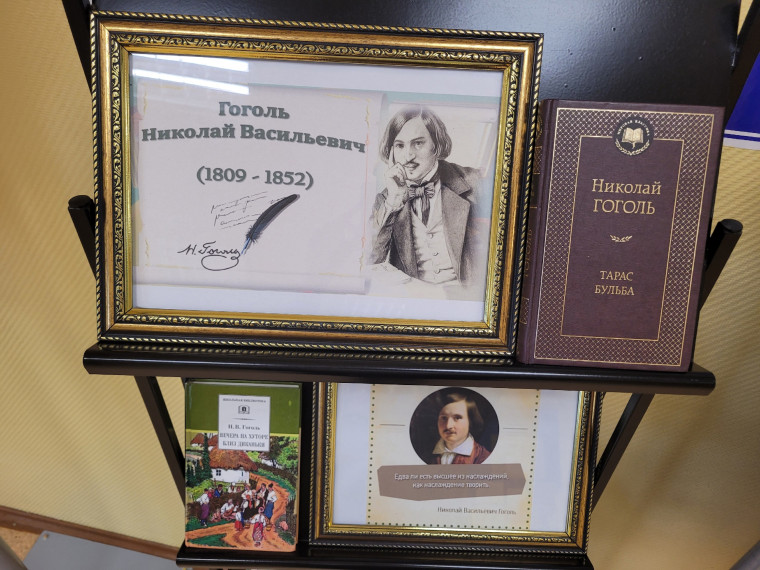 Гоголь
Николай Васильевич
(1809 - 1852)
Н. Гоголь
Николай
ГОГОЛЬ
ТАРАС
БУЛЬБА
Н. В. Гоголь
ВЕЧЕРА НА ХУТОРЕ
БЛИЗ ДИКАНЬКИ
Едва ли есть высшее из наслаждений,
как наслаждение творить.
Николай Васильевич Гоголь